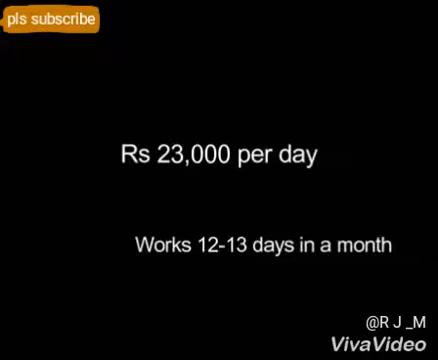 pls subscribe
Rs 23,000 per day
Works 12-13 days in a month
@R J _M
VivaVideo